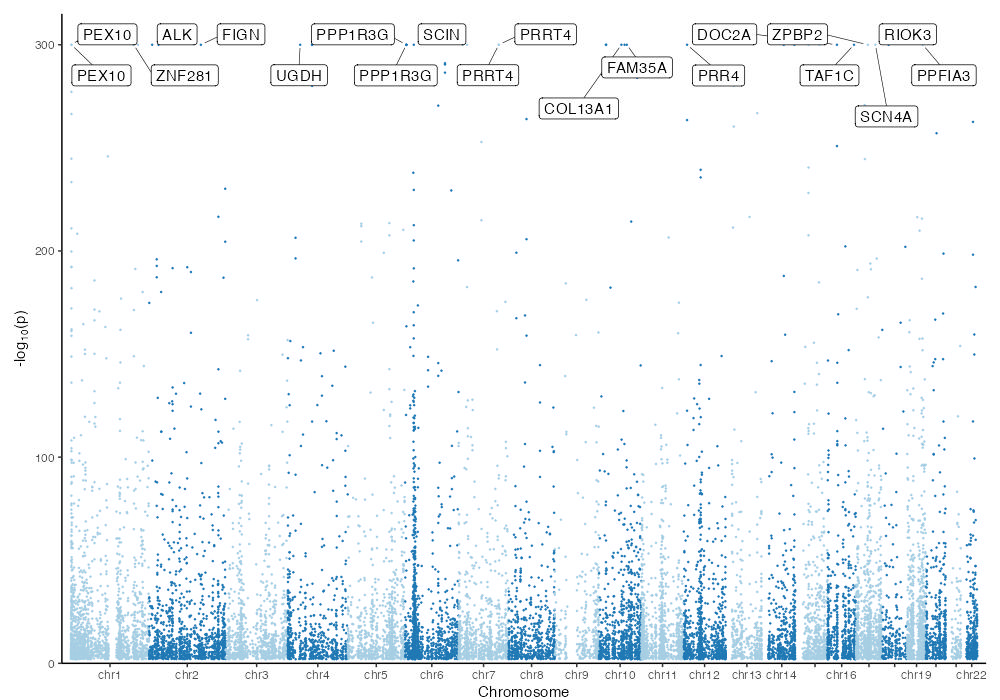 PEX10 ALK FIGN PPP1R3G SCIN PRRT4 DOC2A ZPBP2 RIOK3
PEX10 ZNF281 UGDH PPP1R3G PRRT4 FAM35A PRR4 TAF1C PPFIA3
COL13A1 SCN4A
300
200
100
0
-log10(p)
chr1 chr2 chr3 chr4 chr5 chr6 chr7 chr8 chr9 chr10 chr11 chr12 chr13 chr14 chr16 chr19 chr22
Chromosome